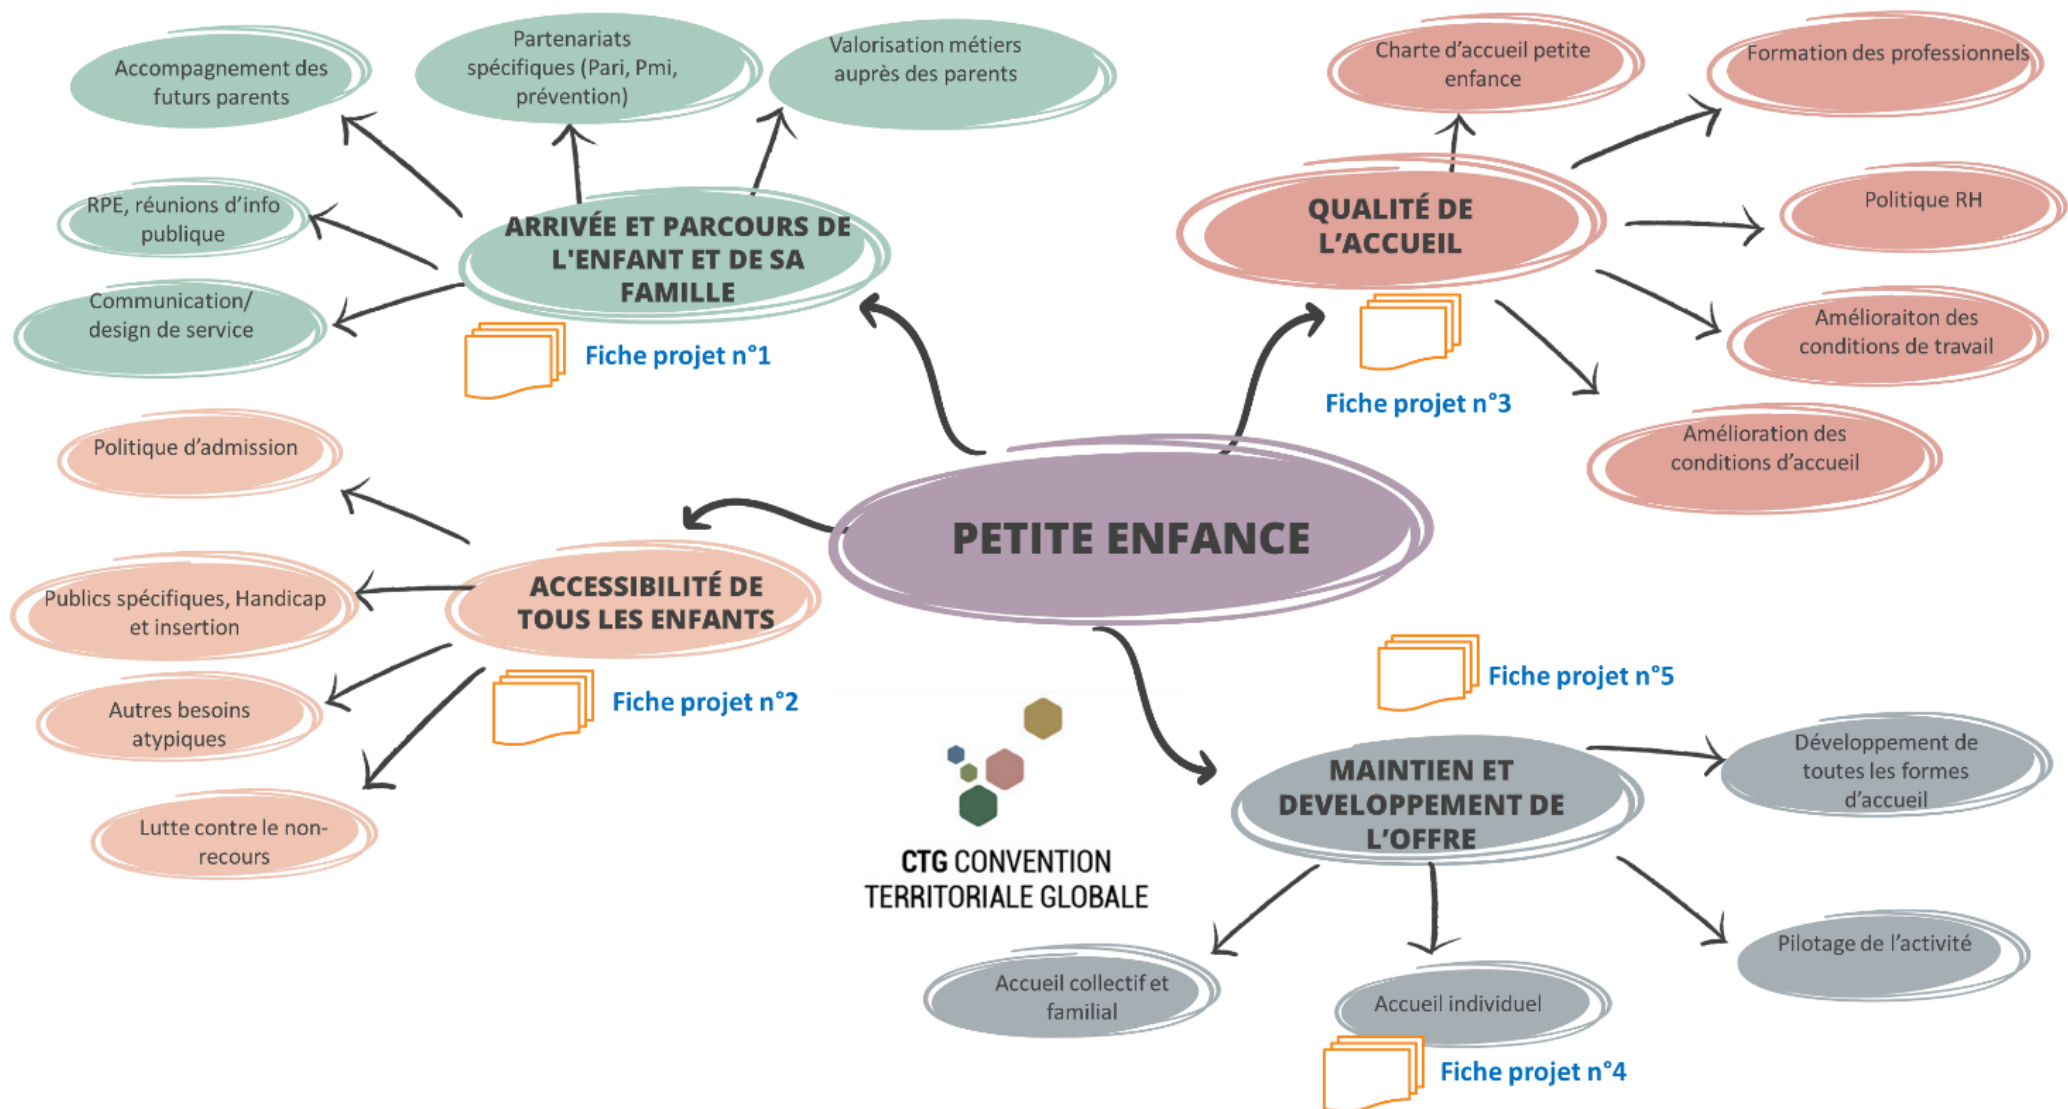 Accompagnement des
futurs parents
Partenariats
spécifiques (Pari, Pmi,
prévention)
Valorisation métiers
auprès des parents
RPE, réunions d'info
publique
Communication/
design de service
ARRIVÉE ET PARCOURS DE
L'ENFANT ET DE SA
FAMILLE
Fiche projet n°1
Charte d'accueil petite
enfance
Formation des professionnels
Politique RH
Amélioraiton des
conditions de travail
Amélioration des
conditions d'accueil
QUALITÉ DE
L'ACCUEIL
Fiche projet n°3
PETITE ENFANCE
Politique d'admission
Publics spécifiques, Handicap
et insertion
Autres besoins
atypiques
Lutte contre le non-
recours
ACCESSIBILITÉ DE
TOUS LES ENFANTS
Fiche projet n°2
CTG CONVENTION
TERRITORIALE GLOBALE
Fiche projet n°5
MAINTIEN ET
DEVELOPPEMENT DE
L'OFFRE
Développement de
toutes les formes
d'accueil
Pilotage de l'activité
Accueil collectif et
familial
Accueil individuel
Fiche projet n°4